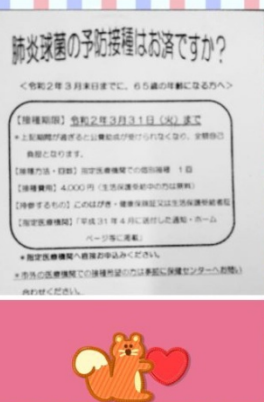 肺炎球菌の予防接種はお済ですか?
<令和2年3月末日までに、65歳の年齢になる方へ>
【接種期限】令和2年3月31日(火)まで
*上記期間が過ぎると公費助成が受けられなくなり、全額自己
負担となります。
【接種方法・回数】指定医療機関での個別接種 1回
【接種費用】4,000円(生活保護受給中の方は無料)
【持参するもの】このはがき・健康保険証又は生活保護受給者証
【指定医療機関】「平成31年4月に送付した通知・ホーム
ページ等に掲載」
*指定医療機関へ直接お申込みください。
*市外の医療機関での接種希望の方は事前に保健センターへお問い
合わせください。